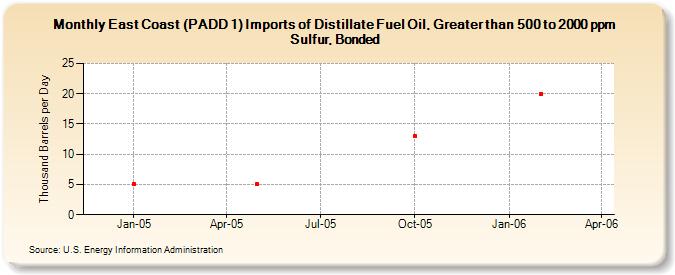 Monthly East Coast (PADD 1) Imports of Distillate Fuel Oil, Greater than 500 to 2000 ppm
Sulfur, Bonded
Thousand Barrels per Day
25
20
15
10
5
0
Jan-05 Apr-05 Jul-05 Oct-05 Jan-06 Apr-06
Source: U.S. Energy Information Administration